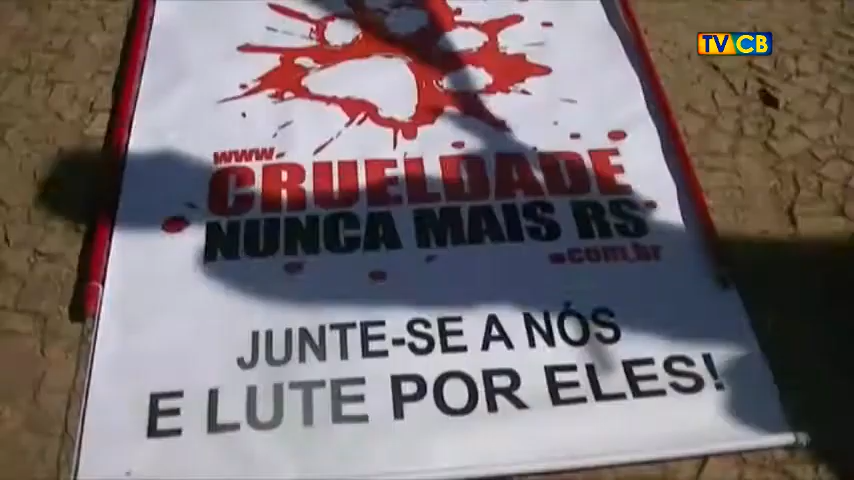 TVCB
www.
CRUELDADE
NUNCA MAIS RS
.com.br
JUNTE-SE A NÓS
E LUTE POR ELES!